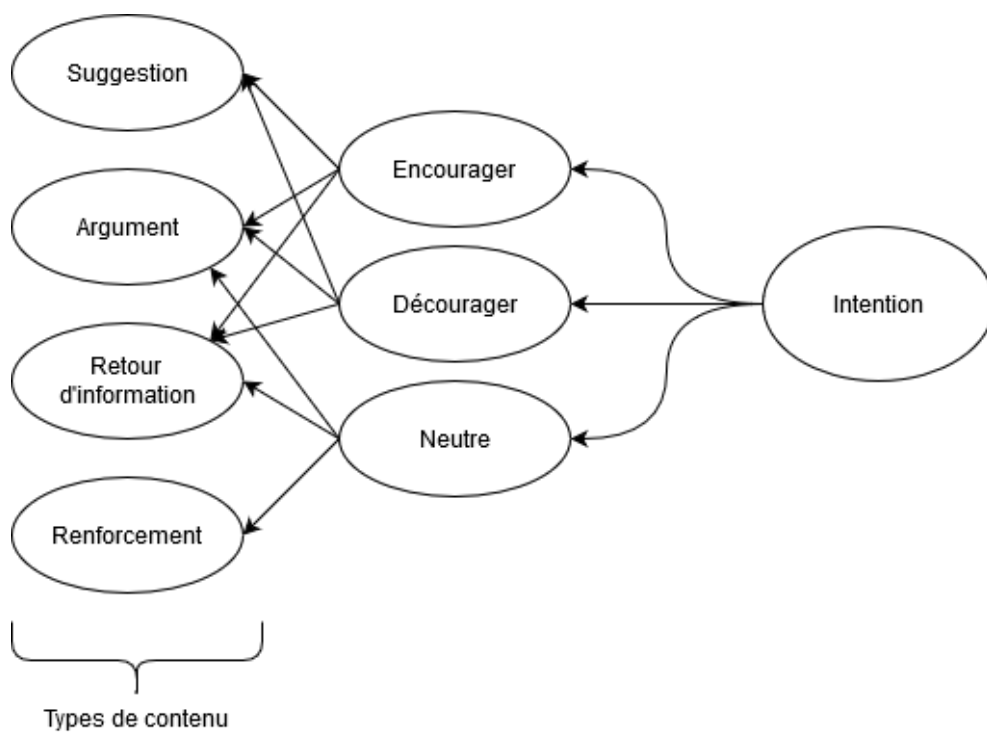 Suggestion
Encourager
Argument
Décourager
Intention
Retour
d'information
Neutre
Renforcement
Types de contenu